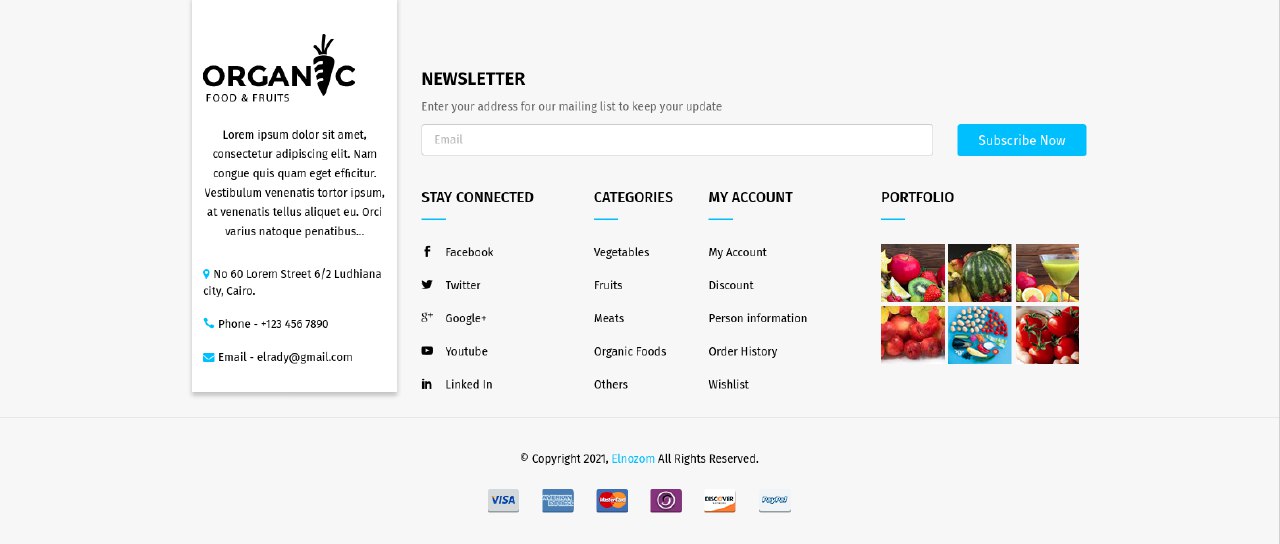 ORGANIC
FOOD & FRUITS
Lorem ipsum dolor sit amet,
consectetur adipiscing elit. Nam
congue quis quam eget efficitur.
Vestibulum venenatis tortor ipsum,
at venenatis tellus aliquet eu. Orci
varius natoque penatibus...
No 60 Lorem Street 6/2 Ludhiana
city, Cairo.
Phone - +123 456 7890
Email - elrady@gmail.com
NEWSLETTER
Enter your address for our mailing list to keep your update
Email
Subscribe Now
STAY CONNECTED
Facebook
Twitter
Google+
Youtube
Linked In
CATEGORIES
Vegetables
Fruits
Meats
Organic Foods
Others
MY ACCOUNT
My Account
Discount
Person information
Order History
Wishlist
PORTFOLIO
© Copyright 2021, Elnozom All Rights Reserved.
VISA
AMERICAN EXPRESS
MasterCard
DISCOVER
PayPal